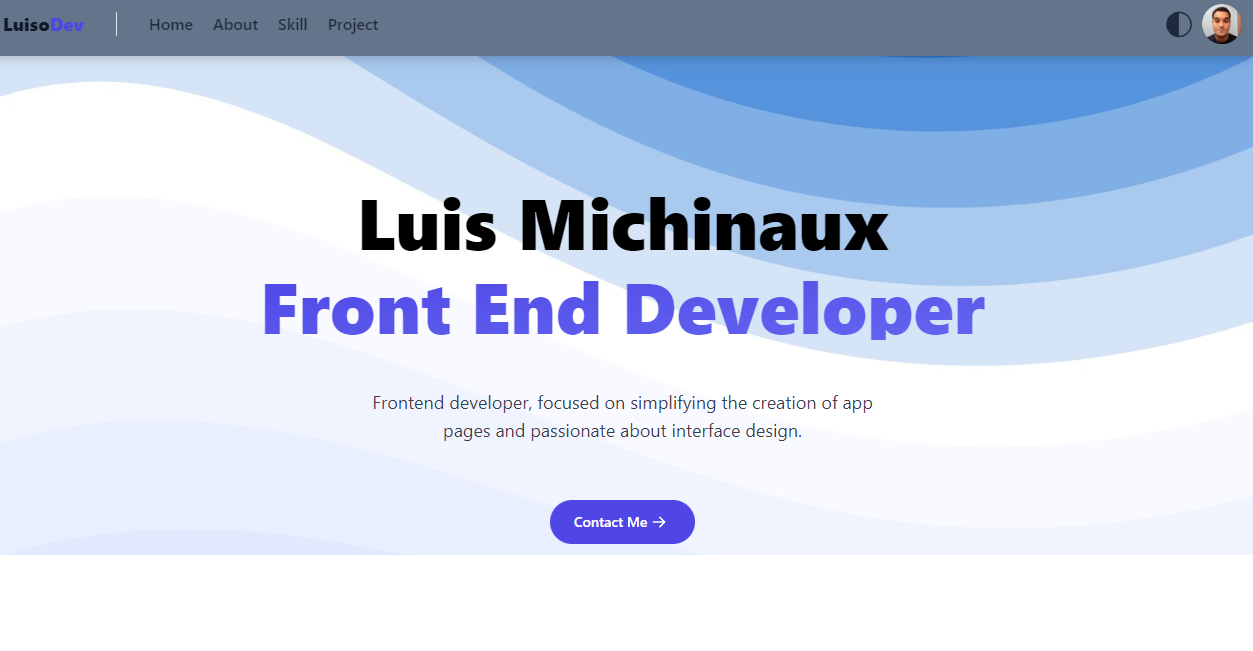 LuisoDev
Home About Skill Project
Luis Michinaux
Front End Developer
Frontend developer, focused on simplifying the creation of app
pages and passionate about interface design.
Contact Me →